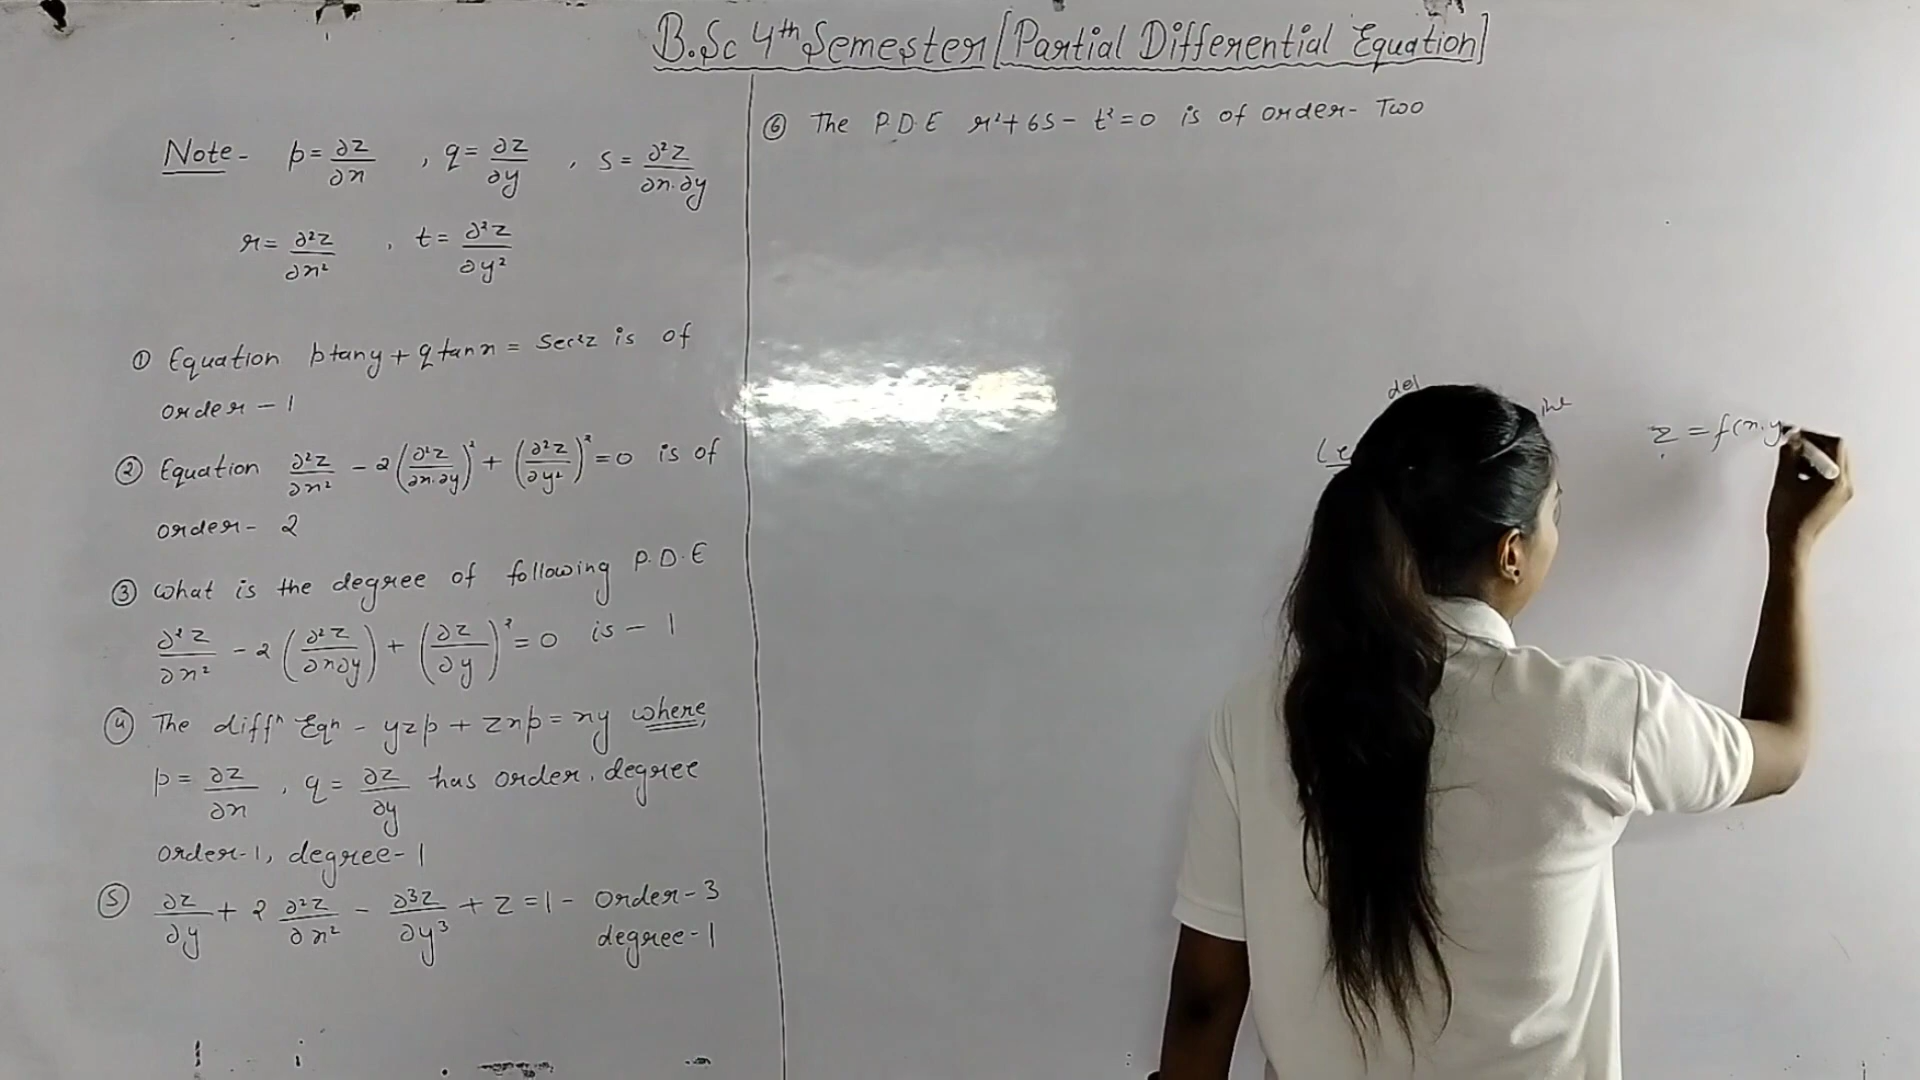 B.Sc 4th Semester [Partial Differential Equation]
Note - p = ∂z/∂x , q = ∂z/∂y , s = ∂²z/∂x.∂y
r = ∂²z/∂x² , t = ∂²z/∂y²
① Equation p tan y + q tan x = Sec²z is of
order - 1
② Equation ∂²z/∂x² - 2(∂²z/∂x.∂y)² + (∂²z/∂y²)² = 0 is of
order - 2
③ What is the degree of following P.D.E
∂²z/∂x² - 2(∂²z/∂x∂y) + (∂z/∂y)² = 0 is - 1
④ The diffⁿ Eqⁿ - yzp + zxp = xy where,
p = ∂z/∂x , q = ∂z/∂y has order, degree
order-1, degree-1
⑤ ∂z/∂y + 2 ∂²z/∂x² - ∂³z/∂y³ + z = 1 - order-3
degree-1
⑥ The P.D.E r² + 6s - t² = 0 is of order - Two
del
z = f(x.y